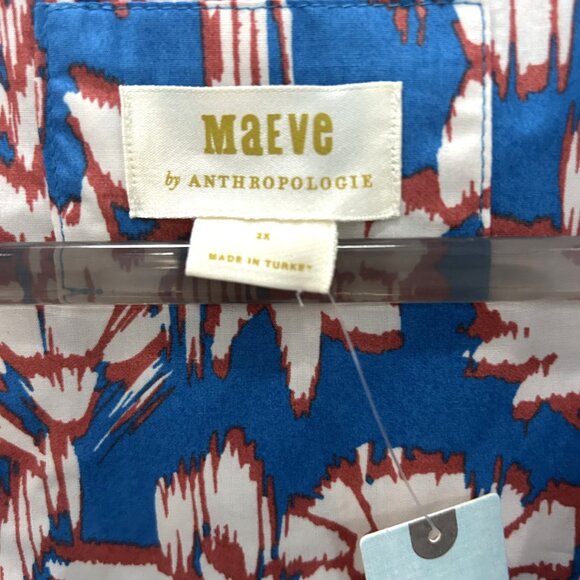 MaEVe
by ANTHROPOLOGIE
2X
MADE IN TURKEY